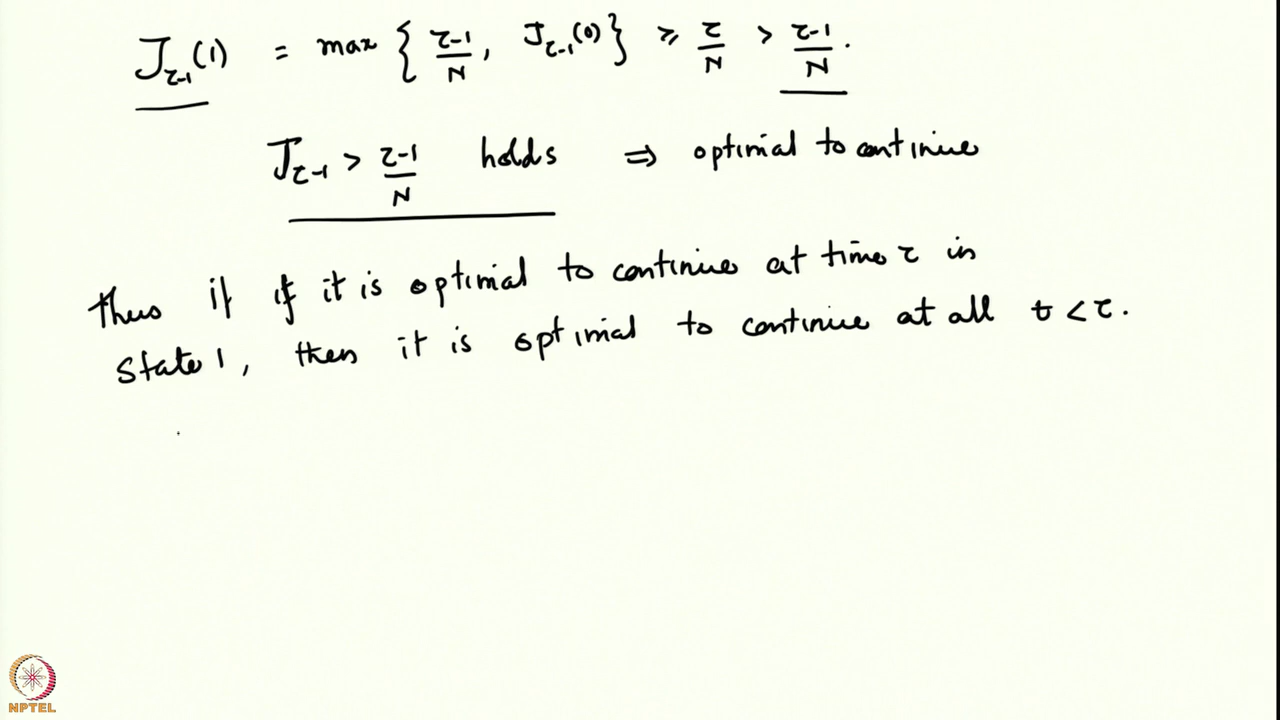 J_{τ-1}(1) = max { τ-1/N, J_{τ-1}(0) } ≥ τ/N > τ-1/N.
J_{τ-1} > τ-1/N holds ⇒ optimal to continue
Thus if if it is optimal to continue at time τ in
state 1, then it is optimal to continue at all t < τ.
NPTEL